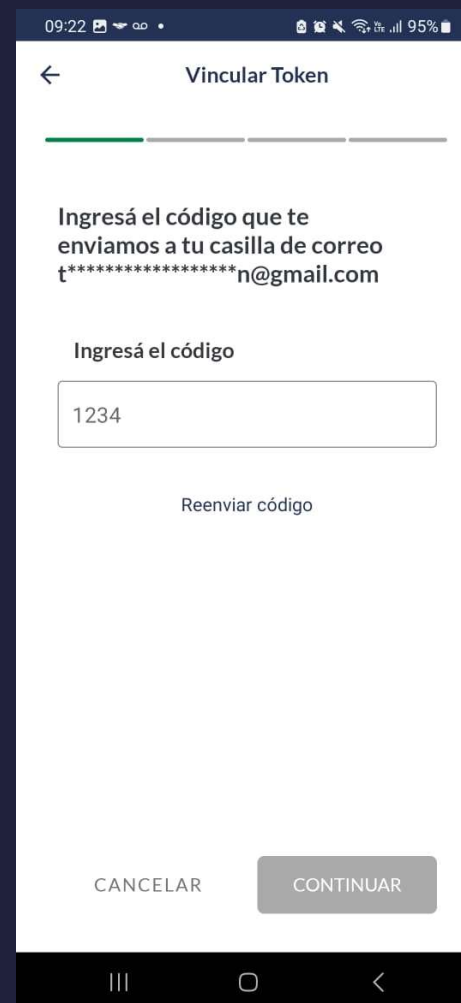 09:22 95%
Vincular Token
Ingresá el código que te
enviamos a tu casilla de correo
t******************n@gmail.com
Ingresá el código
1234
Reenviar código
CANCELAR CONTINUAR